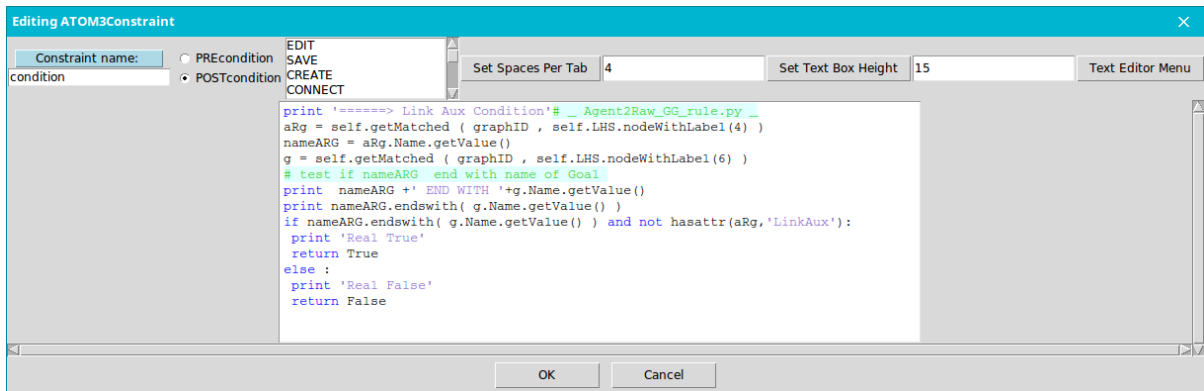 Editing ATOM3Constraint
Constraint name:
condition
PREcondition
POSTcondition
EDIT
SAVE
CREATE
CONNECT
Set Spaces Per Tab
4
Set Text Box Height
15
Text Editor Menu
print '======> Link Aux Condition'# _ Agent2Raw_GG_rule.py _
aRg = self.getMatched ( graphID , self.LHS.nodeWithLabel(4) )
nameARG = aRg.Name.getValue()
g = self.getMatched ( graphID , self.LHS.nodeWithLabel(6) )
# test if nameARG  end with name of Goal
print  nameARG +' END WITH '+g.Name.getValue()
print nameARG.endswith( g.Name.getValue() )
if nameARG.endswith( g.Name.getValue() ) and not hasattr(aRg,'LinkAux'):
 print 'Real True'
 return True
else :
 print 'Real False'
 return False
OK
Cancel